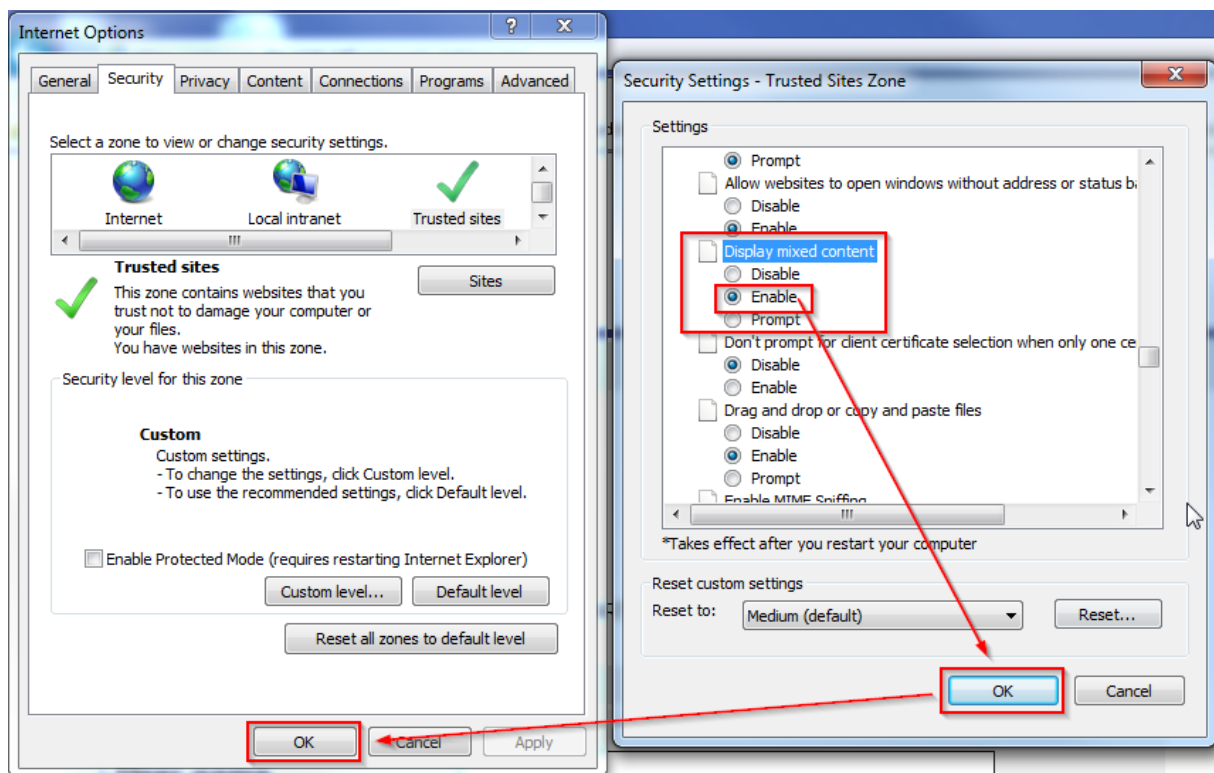 Internet Options
General Security Privacy Content Connections Programs Advanced
Select a zone to view or change security settings.
Internet Local intranet Trusted sites
Trusted sites
Sites
This zone contains websites that you
trust not to damage your computer or
your files.
You have websites in this zone.
Security level for this zone
Custom
Custom settings.
- To change the settings, click Custom level.
- To use the recommended settings, click Default level.
Enable Protected Mode (requires restarting Internet Explorer)
Custom level... Default level
Reset all zones to default level
OK Cancel Apply
Security Settings - Trusted Sites Zone
Settings
Prompt
Allow websites to open windows without address or status
Disable
Enable
Display mixed content
Disable
Enable
Prompt
Don't prompt for client certificate selection when only one
Disable
Enable
Drag and drop or copy and paste files
Disable
Enable
Prompt
Enable MIME Sniffing
*Takes effect after you restart your computer
Reset custom settings
Reset to: Medium (default) Reset...
OK Cancel